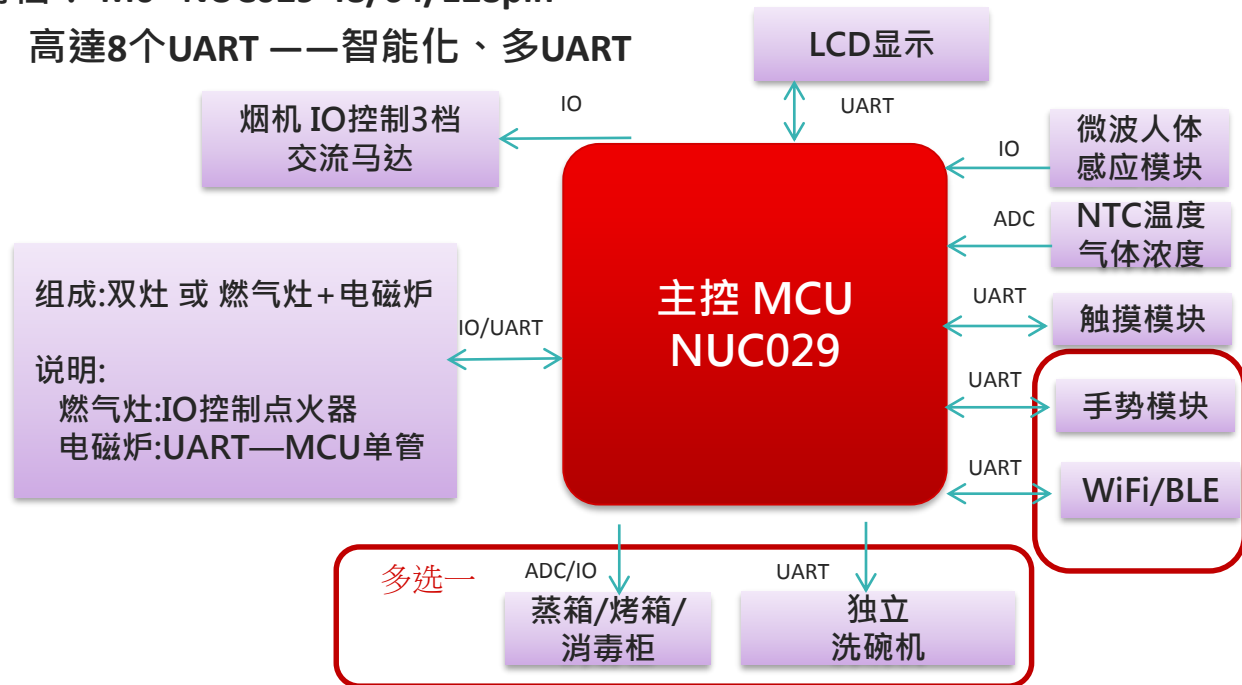 M0 NUC029-48/64/128pin
高達8个UART ——智能化、多UART
LCD显示
UART
烟机 IO控制3档
交流马达
IO
微波人体
感应模块
IO
NTC温度
气体浓度
ADC
组成:双灶 或 燃气灶+电磁炉
说明:
燃气灶:IO控制点火器
电磁炉:UART—MCU单管
IO/UART
主控 MCU
NUC029
UART
触摸模块
UART
手势模块
UART
WiFi/BLE
多选一
ADC/IO
UART
蒸箱/烤箱/
消毒柜
独立
洗碗机